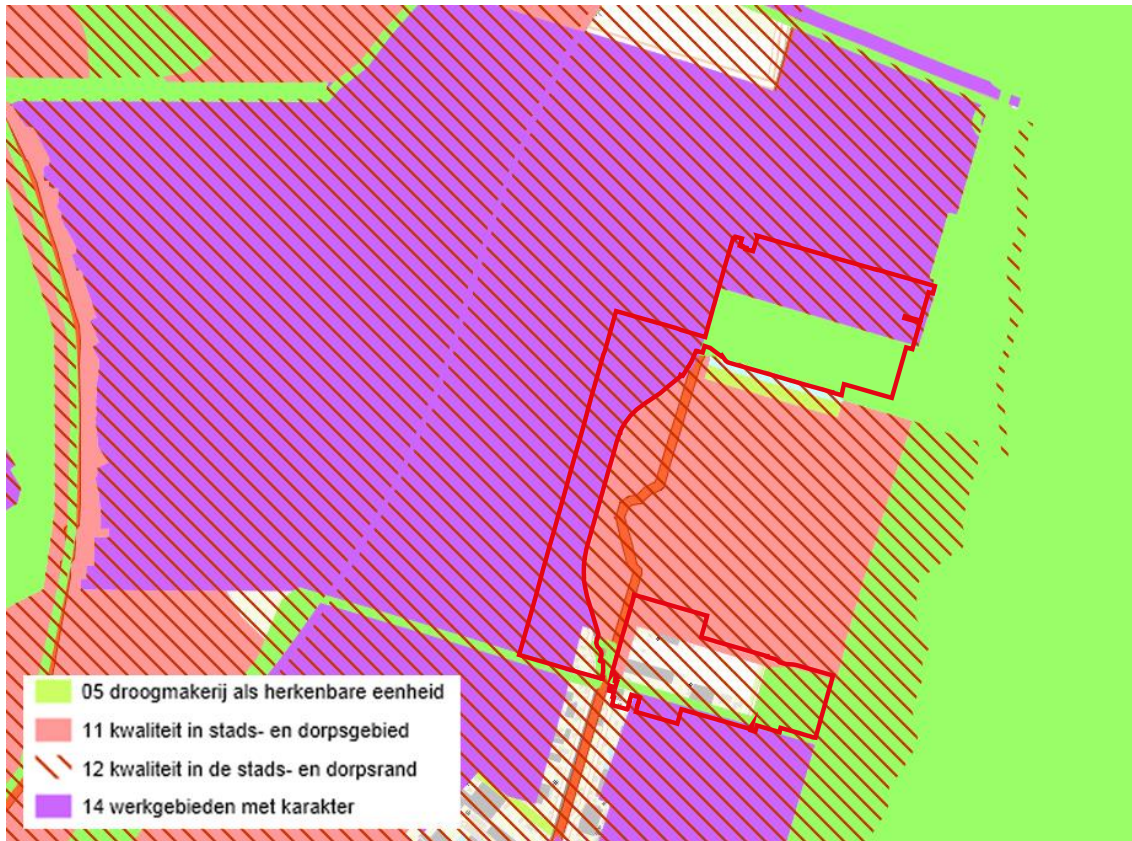 05 droogmakerij als herkenbare eenheid
11 kwaliteit in stads- en dorpsgebied
12 kwaliteit in de stads- en dorpsrand
14 werkgebieden met karakter